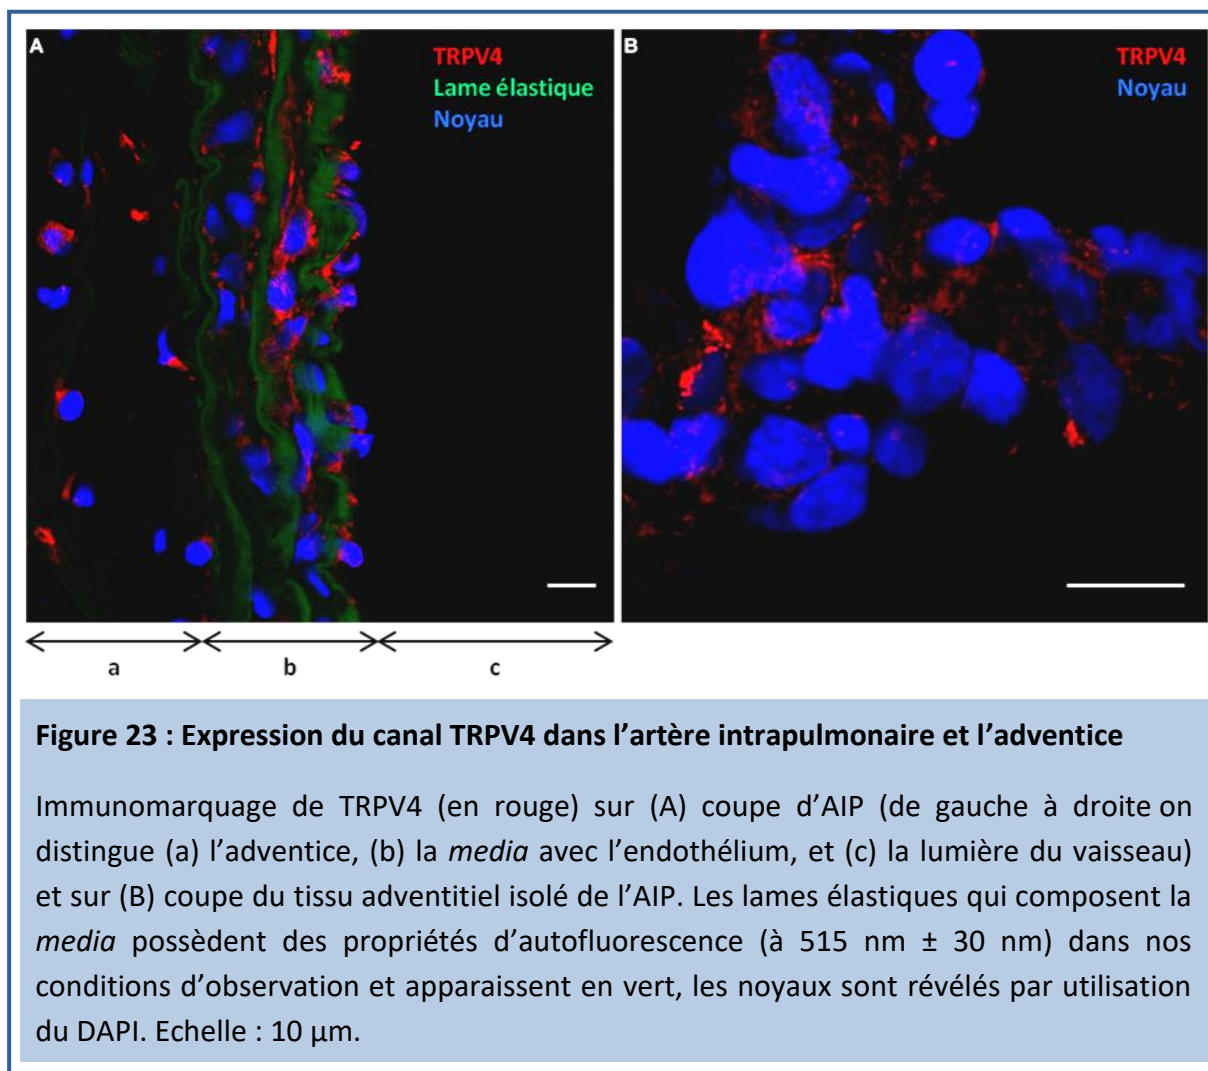 A
TRPV4
Lame élastique
Noyau
B
TRPV4
Noyau
a
b
c
Figure 23 : Expression du canal TRPV4 dans l’artère intrapulmonaire et l’adventice
Immunomarquage de TRPV4 (en rouge) sur (A) coupe d’AIP (de gauche à droite on
distingue (a) l’adventice, (b) la media avec l’endothélium, et (c) la lumière du vaisseau)
et sur (B) coupe du tissu adventitiel isolé de l’AIP. Les lames élastiques qui composent la
media possèdent des propriétés d’autofluorescence (à 515 nm ± 30 nm) dans nos
conditions d’observation et apparaissent en vert, les noyaux sont révélés par utilisation
du DAPI. Echelle : 10 µm.